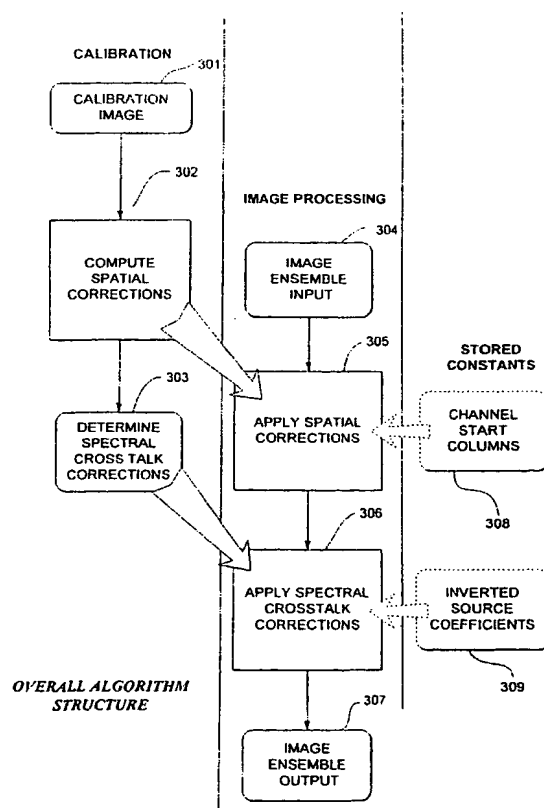 CALIBRATION
301
CALIBRATION
IMAGE
302
COMPUTE
SPATIAL
CORRECTIONS
303
DETERMINE
SPECTRAL
CROSS TALK
CORRECTIONS
OVERALL ALGORITHM
STRUCTURE
IMAGE PROCESSING
304
IMAGE
ENSEMBLE
INPUT
305
APPLY SPATIAL
CORRECTIONS
306
APPLY SPECTRAL
CROSSTALK
CORRECTIONS
307
IMAGE
ENSEMBLE
OUTPUT
STORED
CONSTANTS
CHANNEL
START
COLUMNS
308
INVERTED
SOURCE
COEFFICIENTS
309